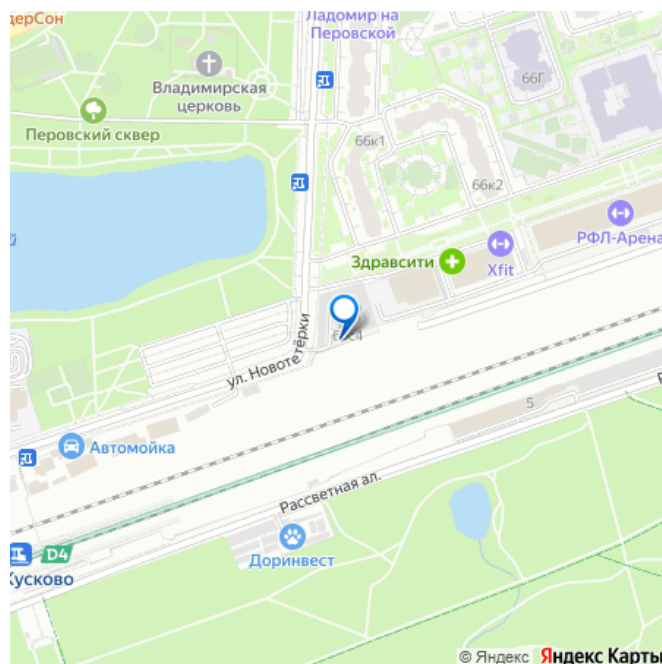 дерСон
Ладомир на
Перовской
Владимирская
церковь
66Г
Перовский сквер
66к1
66к2
РФЛ-Арена
Здравсити
Xfit
ул. Новотетёрки
5
Автомойка
Рассветная ал.
D4
Кусково
Доринвест
© Яндекс Яндекс Карты